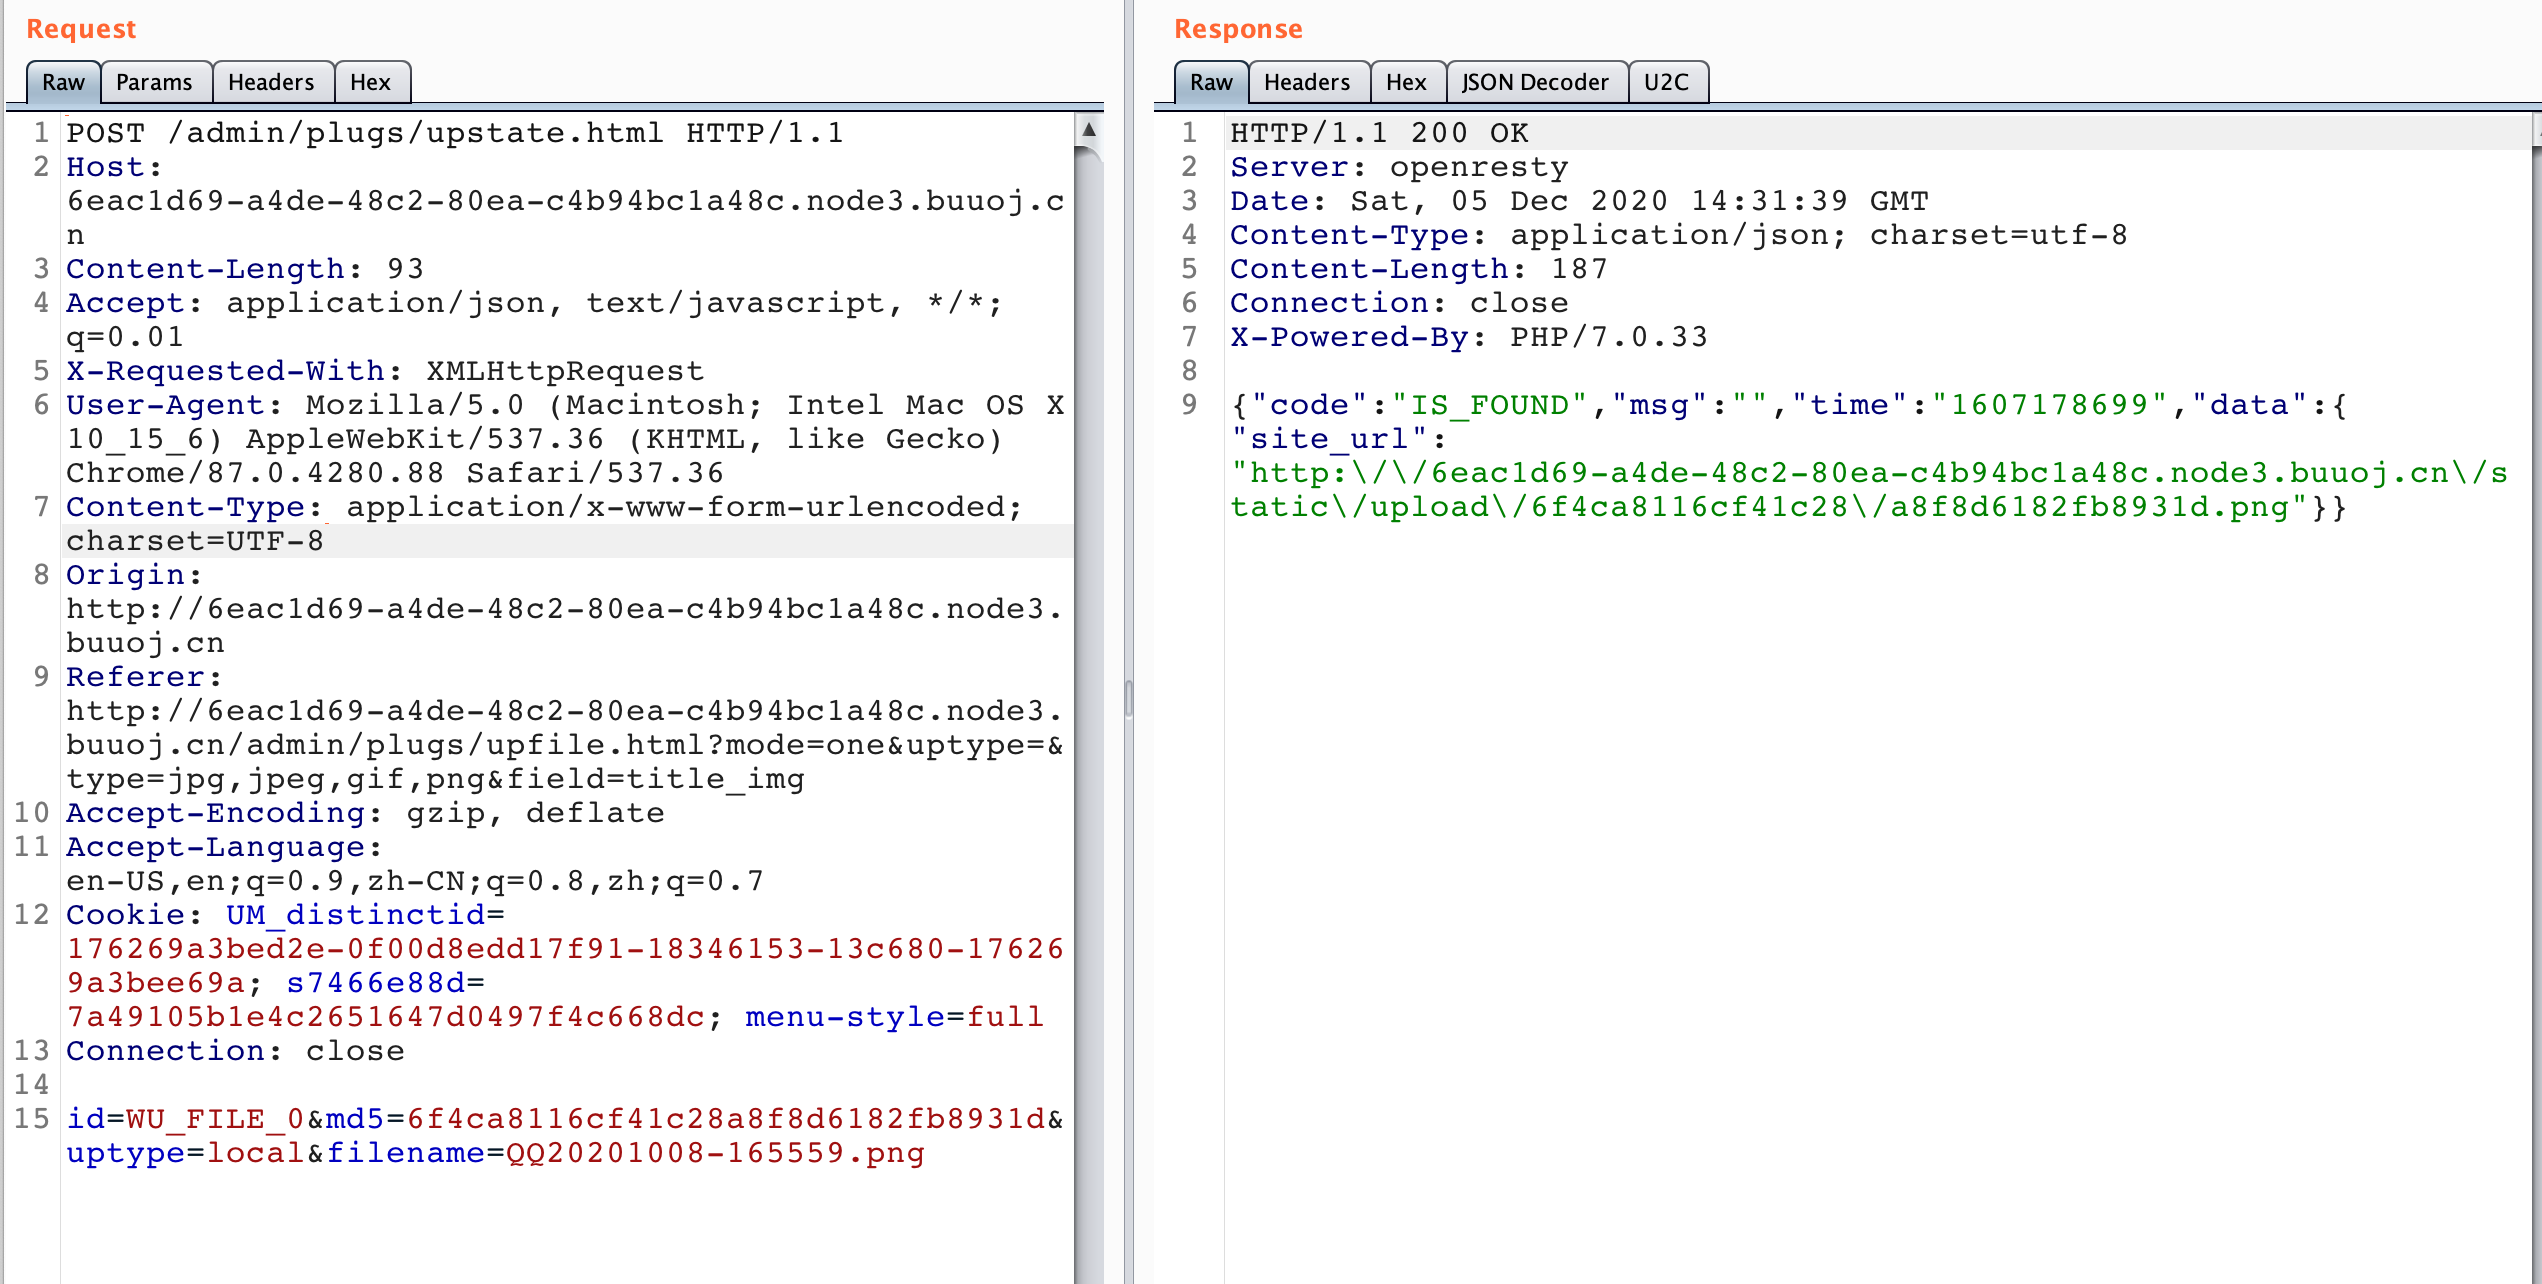 Request
Raw Params Headers Hex
1 POST /admin/plugs/upstate.html HTTP/1.1
2 Host:
6eac1d69-a4de-48c2-80ea-c4b94bc1a48c.node3.buuoj.c
n
3 Content-Length: 93
4 Accept: application/json, text/javascript, */*;
q=0.01
5 X-Requested-With: XMLHttpRequest
6 User-Agent: Mozilla/5.0 (Macintosh; Intel Mac OS X
10_15_6) AppleWebKit/537.36 (KHTML, like Gecko)
Chrome/87.0.4280.88 Safari/537.36
7 Content-Type: application/x-www-form-urlencoded;
charset=UTF-8
8 Origin:
http://6eac1d69-a4de-48c2-80ea-c4b94bc1a48c.node3.
buuoj.cn
9 Referer:
http://6eac1d69-a4de-48c2-80ea-c4b94bc1a48c.node3.
buuoj.cn/admin/plugs/upfile.html?mode=one&uptype=&
type=jpg,jpeg,gif,png&field=title_img
10 Accept-Encoding: gzip, deflate
11 Accept-Language:
en-US,en;q=0.9,zh-CN;q=0.8,zh;q=0.7
12 Cookie: UM_distinctid=
176269a3bed2e-0f00d8edd17f91-18346153-13c680-17626
9a3bee69a; s7466e88d=
7a49105b1e4c2651647d0497f4c668dc; menu-style=full
13 Connection: close
14
15 id=WU_FILE_0&md5=6f4ca8116cf41c28a8f8d6182fb8931d&
uptype=local&filename=QQ20201008-165559.png
Response
Raw Headers Hex JSON Decoder U2C
1 HTTP/1.1 200 OK
2 Server: openresty
3 Date: Sat, 05 Dec 2020 14:31:39 GMT
4 Content-Type: application/json; charset=utf-8
5 Content-Length: 187
6 Connection: close
7 X-Powered-By: PHP/7.0.33
8
9 {"code":"IS_FOUND","msg":"","time":"1607178699","data":{
"site_url":
"http:\/\/6eac1d69-a4de-48c2-80ea-c4b94bc1a48c.node3.buuoj.cn\/s
tatic\/upload\/6f4ca8116cf41c28\/a8f8d6182fb8931d.png"}}